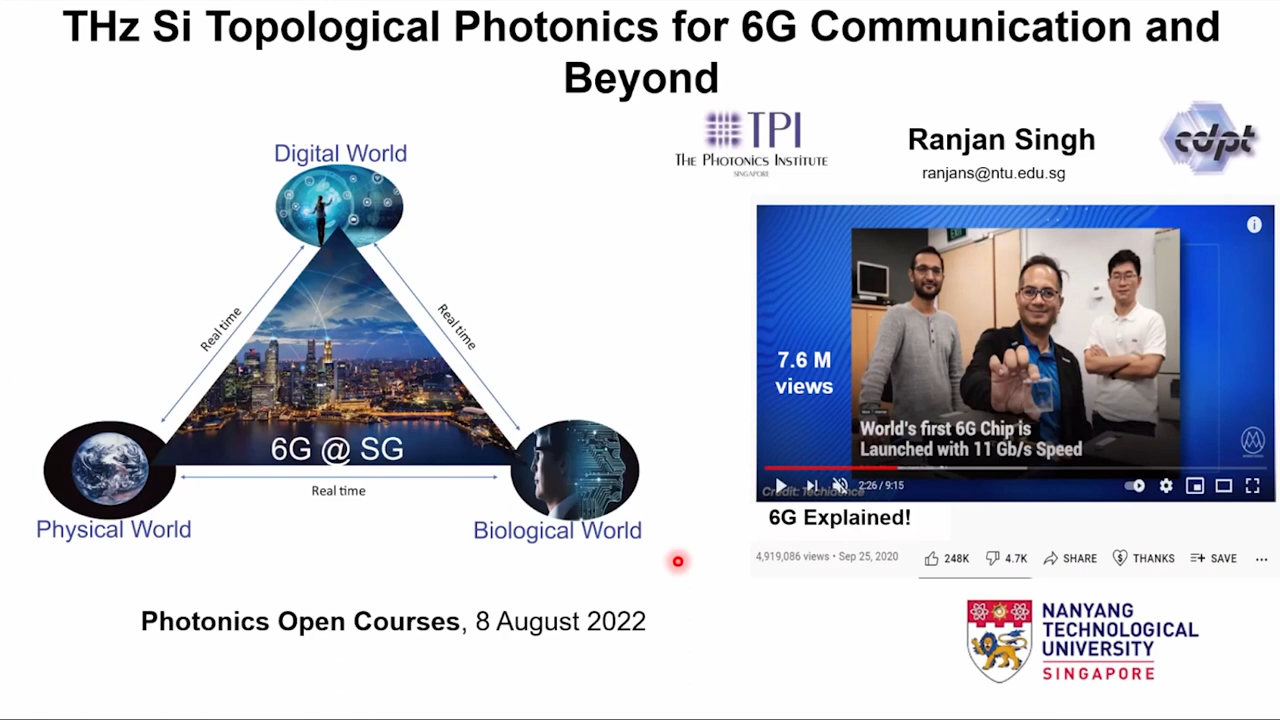 THz Si Topological Photonics for 6G Communication and
Beyond
TPI
THE PHOTONICS INSTITUTE
SINGAPORE
Ranjan Singh
ranjans@ntu.edu.sg
cdpt
Digital World
Real time
Real time
6G @ SG
Real time
Physical World
Biological World
7.6 M
views
World's first 6G Chip is
Launched with 11 Gb/s Speed
2:26 / 9:15
6G Explained!
4,919,086 views • Sep 25, 2020
248K
4.7K
SHARE
THANKS
SAVE
Photonics Open Courses, 8 August 2022
NANYANG
TECHNOLOGICAL
UNIVERSITY
SINGAPORE